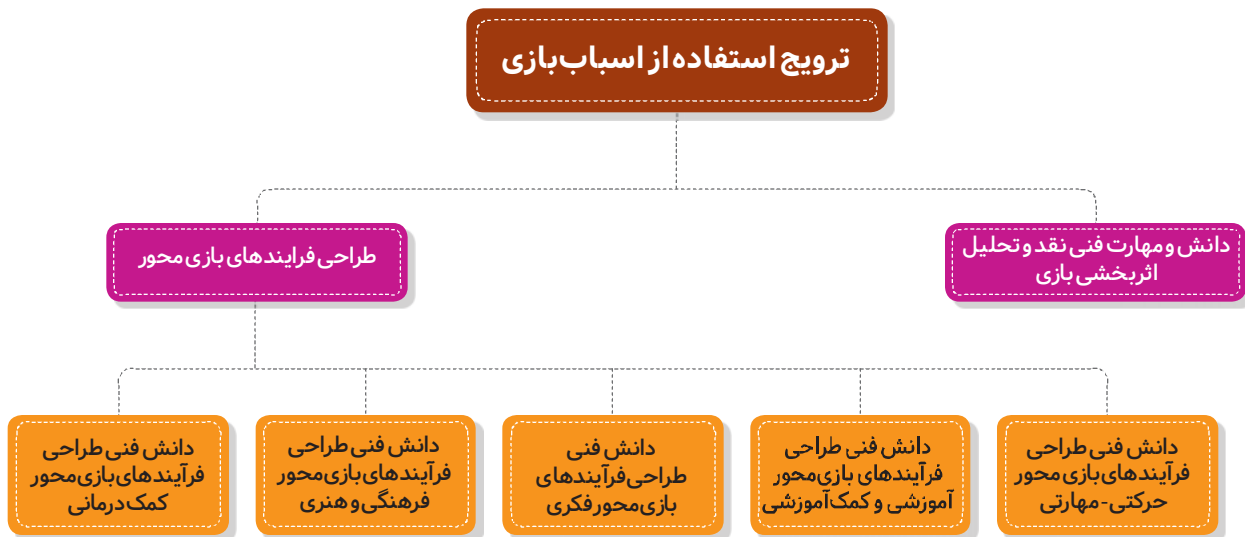 ترویج استفاده از اسباب‌بازی
دانش و مهارت فنی نقد و تحلیل
اثربخشی بازی
طراحی فرایندهای بازی محور
دانش فنی طراحی
فرآیندهای بازی محور
حرکتی - مهارتی
دانش فنی طراحی
فرآیندهای بازی محور
آموزشی و کمک آموزشی
دانش فنی
طراحی فرآیندهای
بازی محور فکری
دانش فنی طراحی
فرآیندهای بازی محور
فرهنگی و هنری
دانش فنی طراحی
فرآیندهای بازی محور
کمک درمانی